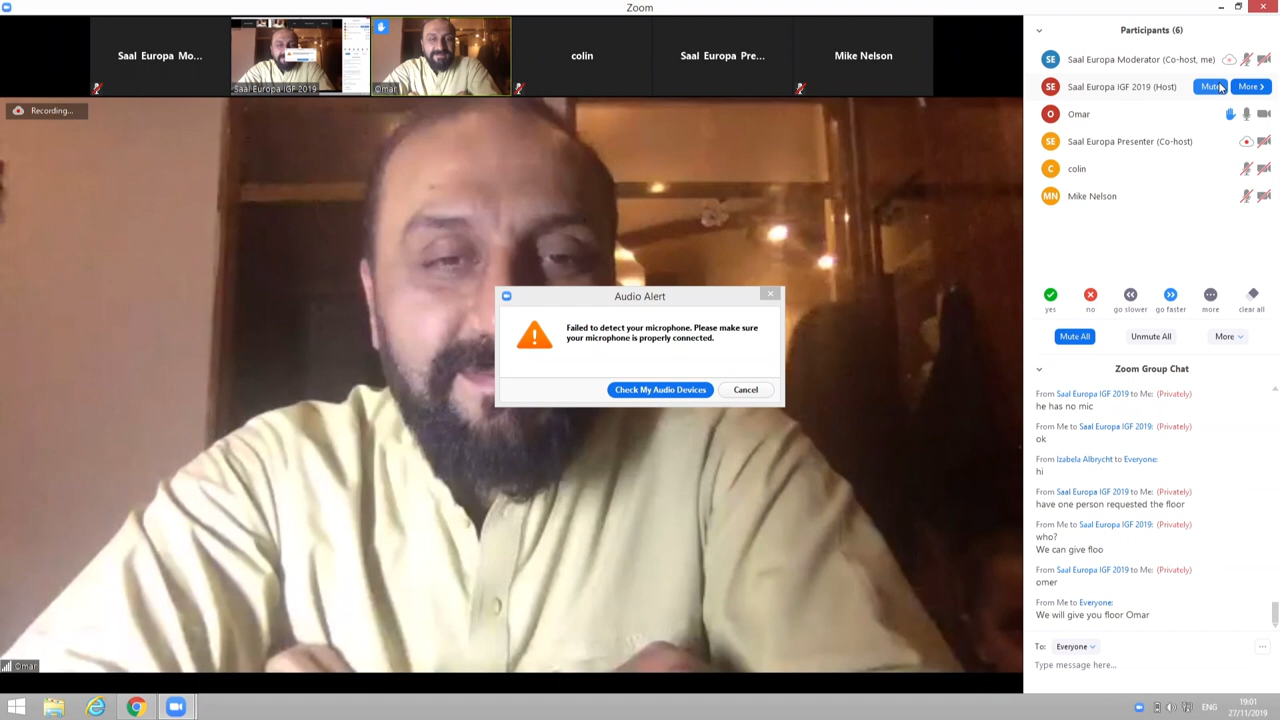 Zoom
Saal Europa Mo...
Saal Europa IGF 2019
Omar
colin
Saal Europa Pre...
Mike Nelson
Recording...
Participants (6)
SE Saal Europa Moderator (Co-host, me)
SE Saal Europa IGF 2019 (Host) Mute More >
O Omar
SE Saal Europa Presenter (Co-host)
C colin
MN Mike Nelson
yes no go slower go faster more clear all
Mute All Unmute All More
Audio Alert
Failed to detect your microphone. Please make sure
your microphone is properly connected.
Check My Audio Devices Cancel
Zoom Group Chat
From Saal Europa IGF 2019 to Me: (Privately)
he has no mic
From Me to Saal Europa IGF 2019: (Privately)
ok
From Izabela Albrycht to Everyone:
hi
From Saal Europa IGF 2019 to Me: (Privately)
have one person requested the floor
From Me to Saal Europa IGF 2019: (Privately)
who?
We can give floo
From Saal Europa IGF 2019 to Me: (Privately)
omer
From Me to Everyone:
We will give you floor Omar
To: Everyone
Type message here...
Omar
ENG
19:01
27/11/2019